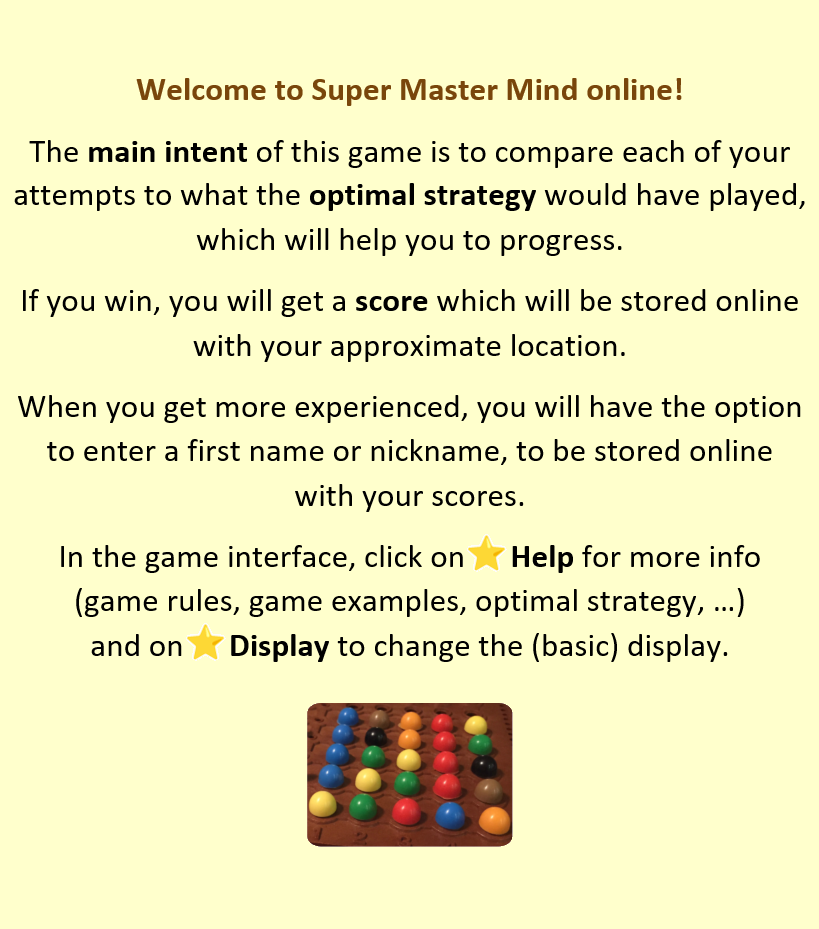 Welcome to Super Master Mind online!
The main intent of this game is to compare each of your
attempts to what the optimal strategy would have played,
which will help you to progress.
If you win, you will get a score which will be stored online
with your approximate location.
When you get more experienced, you will have the option
to enter a first name or nickname, to be stored online
with your scores.
In the game interface, click on ⭐ Help for more info
(game rules, game examples, optimal strategy, …)
and on ⭐ Display to change the (basic) display.
1 2